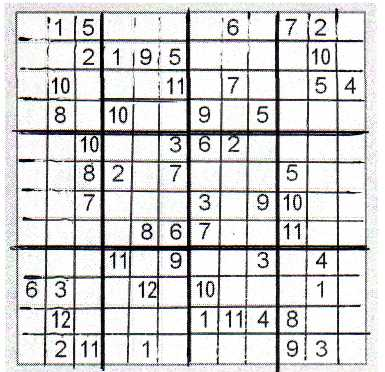 1 5 6 7 2
2 1 9 5 10
10 11 7 5 4
8 10 9 5
10 3 6 2
8 2 7 5
7 3 9 10
8 6 7 11
11 9 3 4
6 3 12 10 1
12 1 11 4 8
2 11 1 9 3